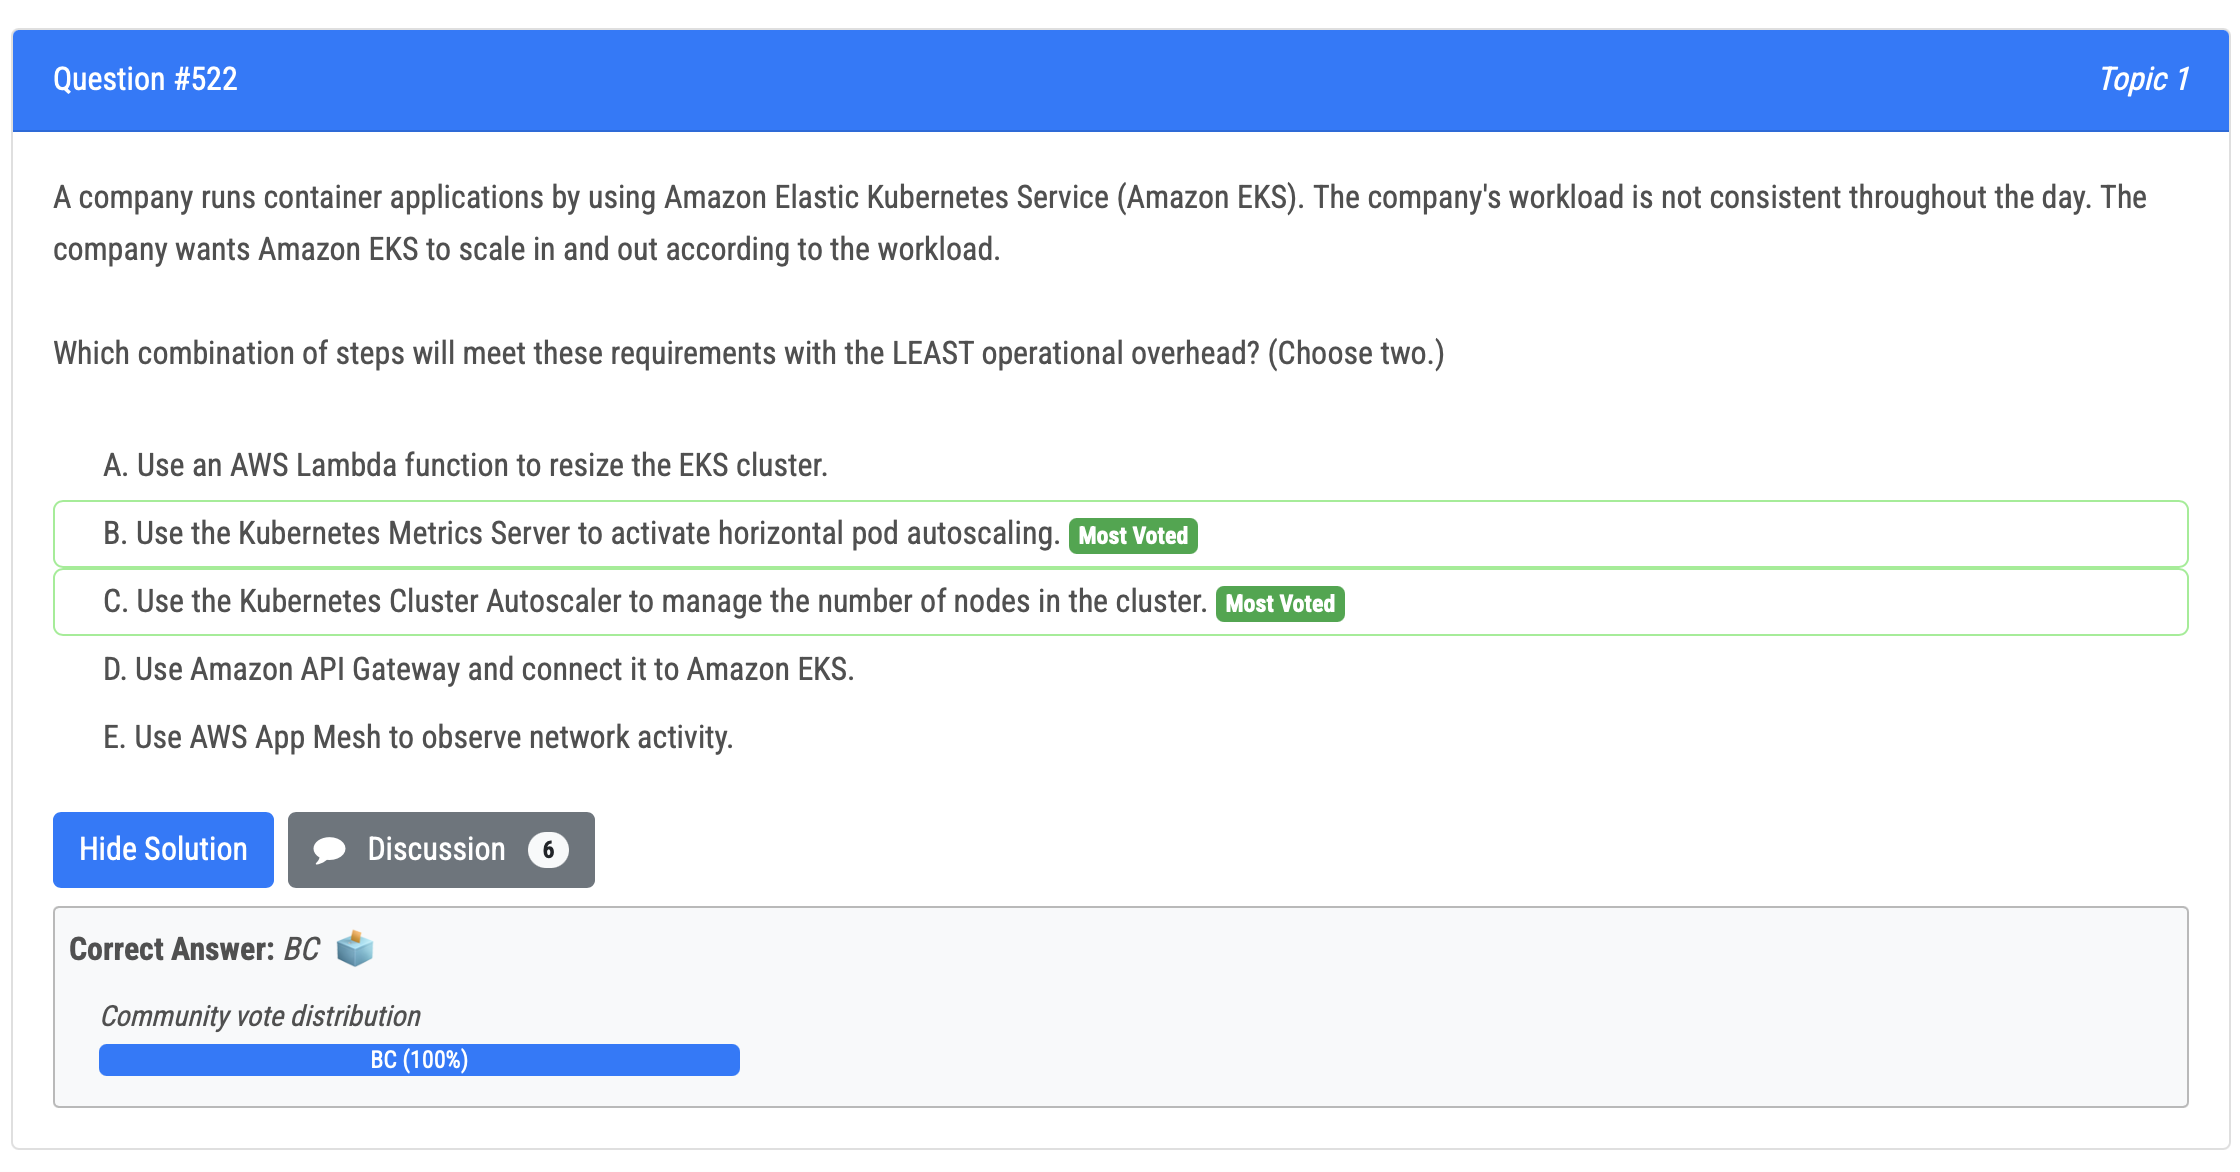 Question #522
Topic 1
A company runs container applications by using Amazon Elastic Kubernetes Service (Amazon EKS). The company's workload is not consistent throughout the day. The
company wants Amazon EKS to scale in and out according to the workload.
Which combination of steps will meet these requirements with the LEAST operational overhead? (Choose two.)
A. Use an AWS Lambda function to resize the EKS cluster.
B. Use the Kubernetes Metrics Server to activate horizontal pod autoscaling. Most Voted
C. Use the Kubernetes Cluster Autoscaler to manage the number of nodes in the cluster. Most Voted
D. Use Amazon API Gateway and connect it to Amazon EKS.
E. Use AWS App Mesh to observe network activity.
Hide Solution
Discussion 6
Correct Answer: BC
Community vote distribution
BC (100%)